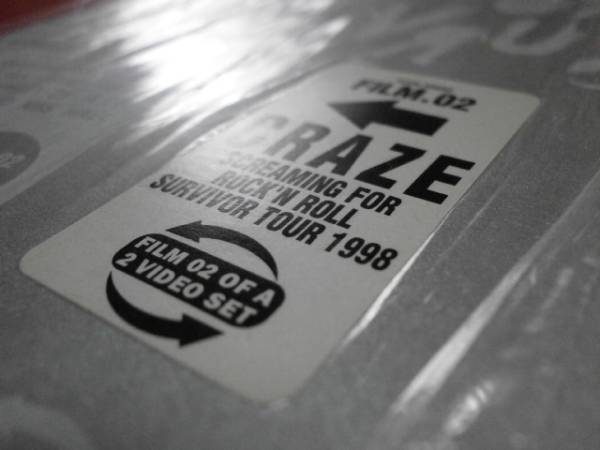 FILM.02
CRAZE
SCREAMING FOR
ROCK'N ROLL
SURVIVOR TOUR 1998
FILM 02 OF A
2 VIDEO SET